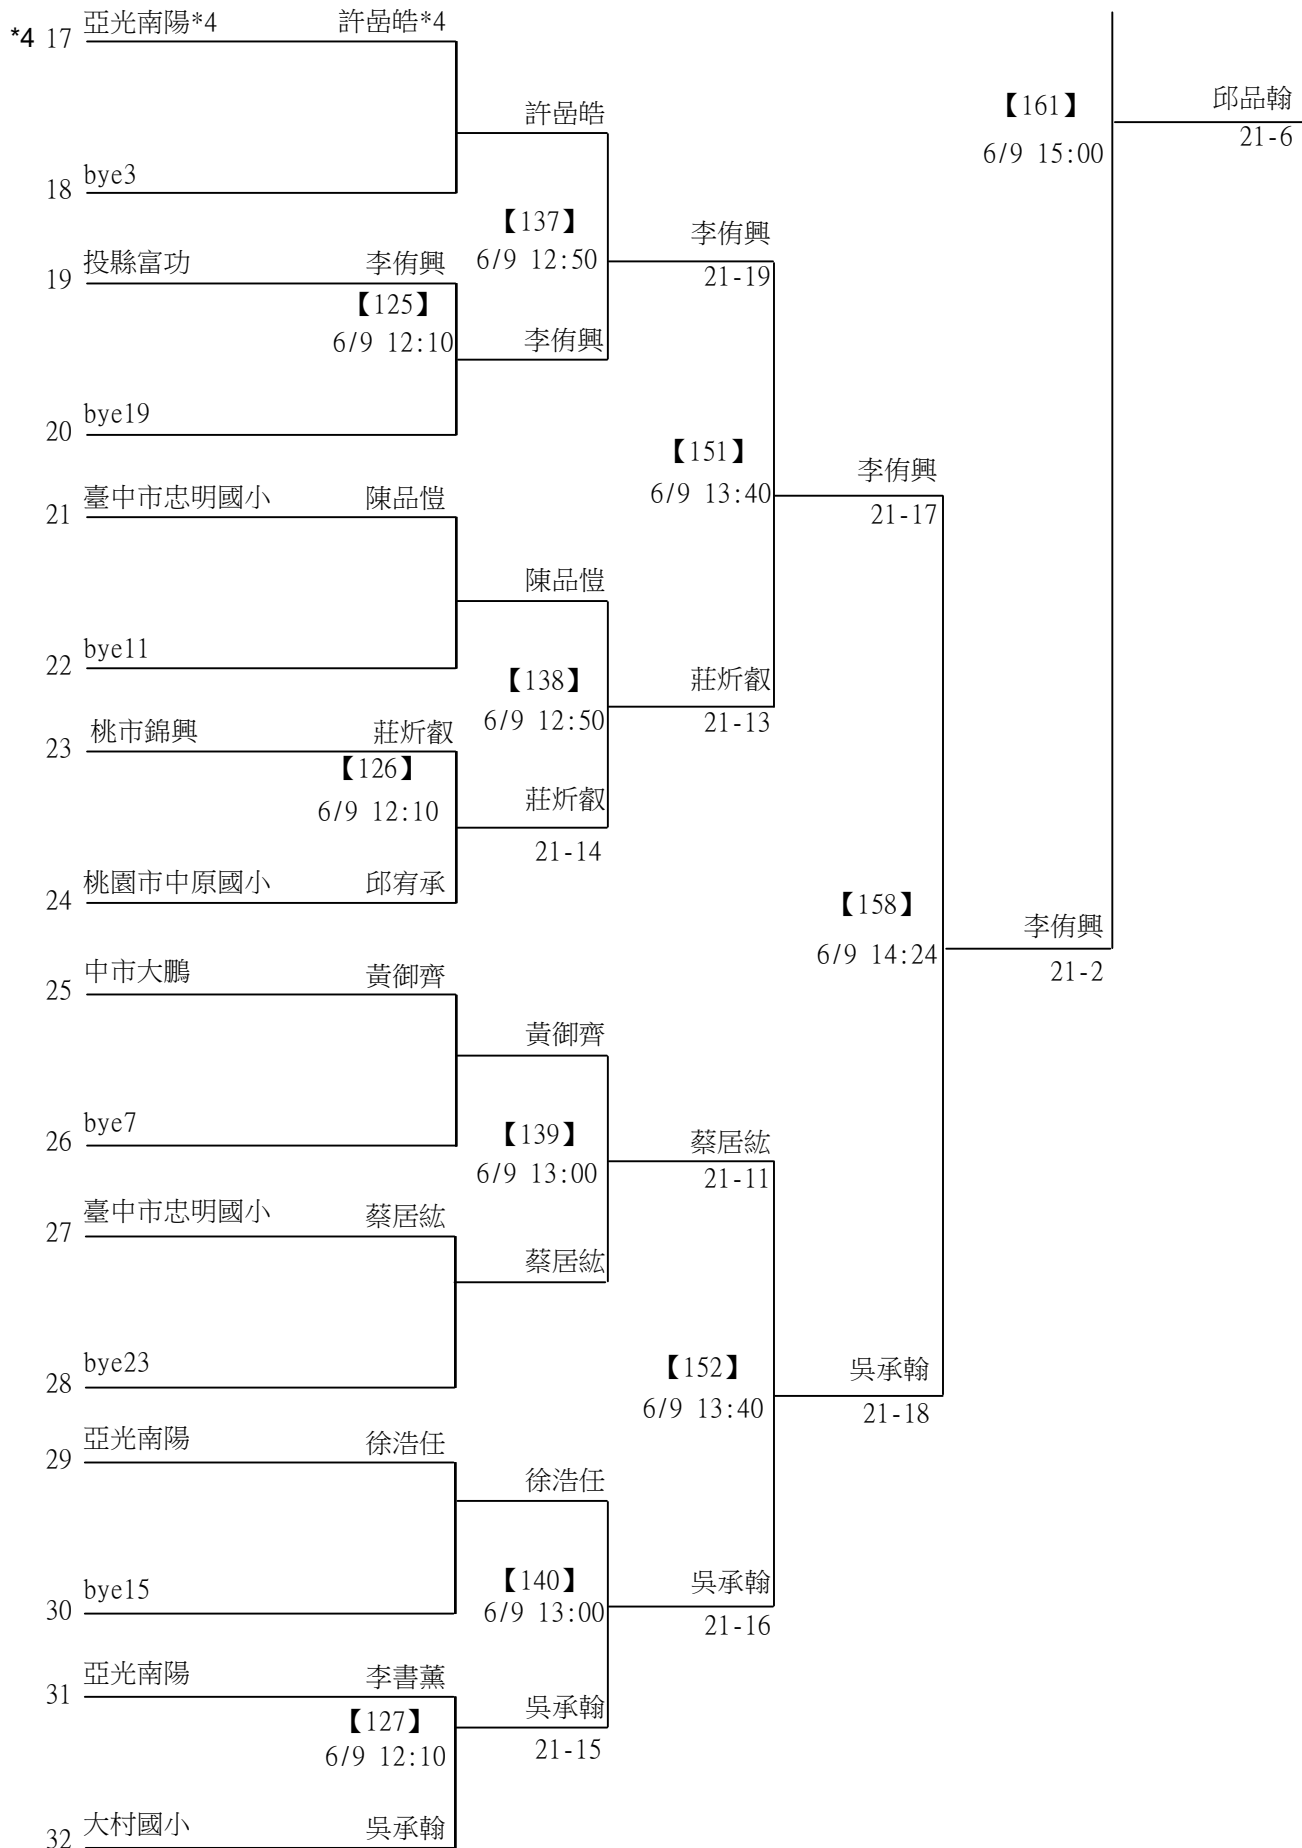 *4 17 亞光南陽*4 許嵒皓*4
許嵒皓
18 bye3
【137】
6/9 12:50
李侑興
21-19
19 投縣富功 李侑興
【125】
6/9 12:10
李侑興
20 bye19
【151】
6/9 13:40
李侑興
21-17
21 臺中市忠明國小 陳品愷
陳品愷
22 bye11
【138】
6/9 12:50
莊炘叡
21-13
23 桃市錦興 莊炘叡
【126】
6/9 12:10
莊炘叡
21-14
24 桃園市中原國小 邱宥承
【158】
6/9 14:24
李侑興
21-2
【161】
6/9 15:00
邱品翰
21-6
25 中市大鵬 黃御齊
黃御齊
26 bye7
【139】
6/9 13:00
蔡居紘
21-11
27 臺中市忠明國小 蔡居紘
蔡居紘
28 bye23
【152】
6/9 13:40
吳承翰
21-18
29 亞光南陽 徐浩任
徐浩任
30 bye15
【140】
6/9 13:00
吳承翰
21-16
31 亞光南陽 李書薰
【127】
6/9 12:10
吳承翰
21-15
32 大村國小 吳承翰